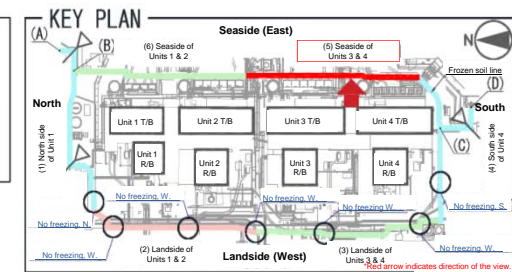 KEY PLAN
Seaside (East)
(A)
(B)
(6) Seaside of
Units 1 & 2
(5) Seaside of
Units 3 & 4
N
Frozen soil line
(D)
North
South
(1) North side
of Unit 1
Unit 1 T/B
Unit 2 T/B
Unit 3 T/B
Unit 4 T/B
(C)
(4) South side
of Unit 4
Unit 1
R/B
Unit 2
R/B
Unit 3
R/B
Unit 4
R/B
No freezing, W.
No freezing, W.
No freezing, W.
No freezing, W.
No freezing, S.
No freezing, N.
No freezing, W.
No freezing, W.
(2) Landside of
Units 1 & 2
Landside (West)
(3) Landside of
Units 3 & 4
*Red arrow indicates direction of the view.